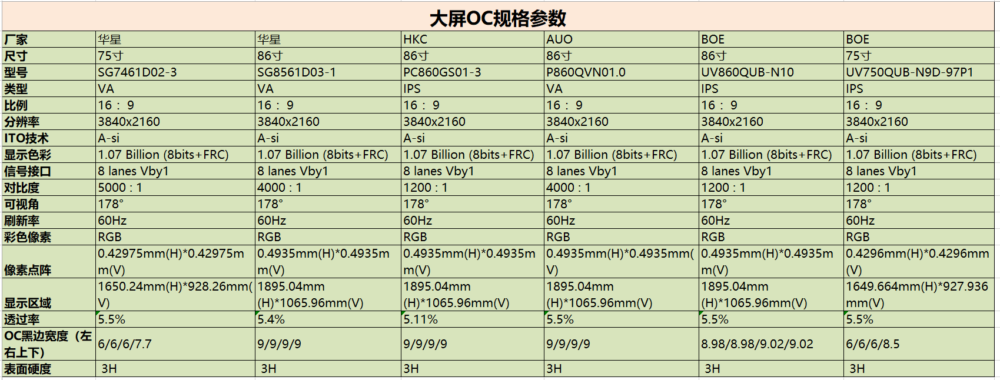 大屏OC规格参数
厂家 华星 华星 HKC AUO BOE BOE
尺寸 75寸 86寸 86寸 86寸 86寸 75寸
型号 SG7461D02-3 SG8561D03-1 PC860GS01-3 P860QVN01.0 UV860QUB-N10 UV750QUB-N9D-97P1
类型 VA VA IPS VA IPS IPS
比例 16：9 16：9 16：9 16：9 16：9 16：9
分辨率 3840x2160 3840x2160 3840x2160 3840x2160 3840x2160 3840x2160
ITO技术 A-si A-si A-si A-si A-si A-si
显示色彩 1.07 Billion (8bits+FRC) 1.07 Billion (8bits+FRC) 1.07 Billion (8bits+FRC) 1.07 Billion (8bits+FRC) 1.07 Billion (8bits+FRC) 1.07 Billion (8bits+FRC)
信号接口 8 lanes Vby1 8 lanes Vby1 8 lanes Vby1 8 lanes Vby1 8 lanes Vby1 8 lanes Vby1
对比度 5000 : 1 4000 : 1 1200 : 1 4000 : 1 1200 : 1 1200 : 1
可视角 178° 178° 178° 178° 178° 178°
刷新率 60Hz 60Hz 60Hz 60Hz 60Hz 60Hz
彩色像素 RGB RGB RGB RGB RGB RGB
0.42975mm(H)*0.42975m 0.4935mm(H)*0.4935m 0.4935mm(H)*0.4935m 0.4935mm(H)*0.4935mm( 0.4935mm(H)*0.4935m 0.4296mm(H)*0.4296mm
像素点阵 m(V) m(V) m(V) V) m(V) (V)
1650.24mm(H)*928.26mm( 1895.04mm 1895.04mm 1895.04mm 1895.04mm 1649.664mm(H)*927.936
显示区域 V) (H)*1065.96mm(V) (H)*1065.96mm(V) (H)*1065.96mm(V) (H)*1065.96mm(V) mm(V)
透过率 5.5% 5.4% 5.11% 5.5% 5.5% 5.5%
OC黑边宽度（左
右上下） 6/6/6/7.7 9/9/9/9 9/9/9/9 9/9/9/9 8.98/8.98/9.02/9.02 6/6/6/8.5
表面硬度 3H 3H 3H 3H 3H 3H